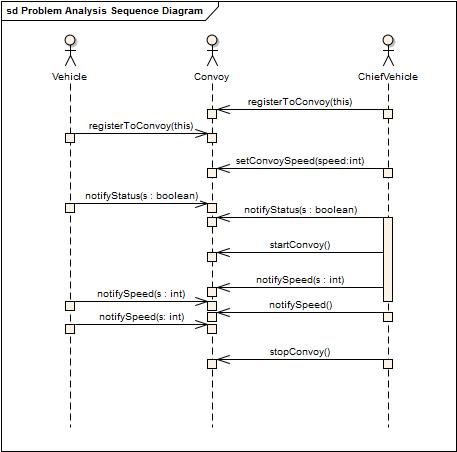 sd Problem Analysis Sequence Diagram
Vehicle
Convoy
ChiefVehicle
registerToConvoy(this)
registerToConvoy(this)
setConvoySpeed(speed:int)
notifyStatus(s : boolean)
notifyStatus(s : boolean)
startConvoy()
notifySpeed(s : int)
notifySpeed(s : int)
notifySpeed()
notifySpeed(s: int)
stopConvoy()